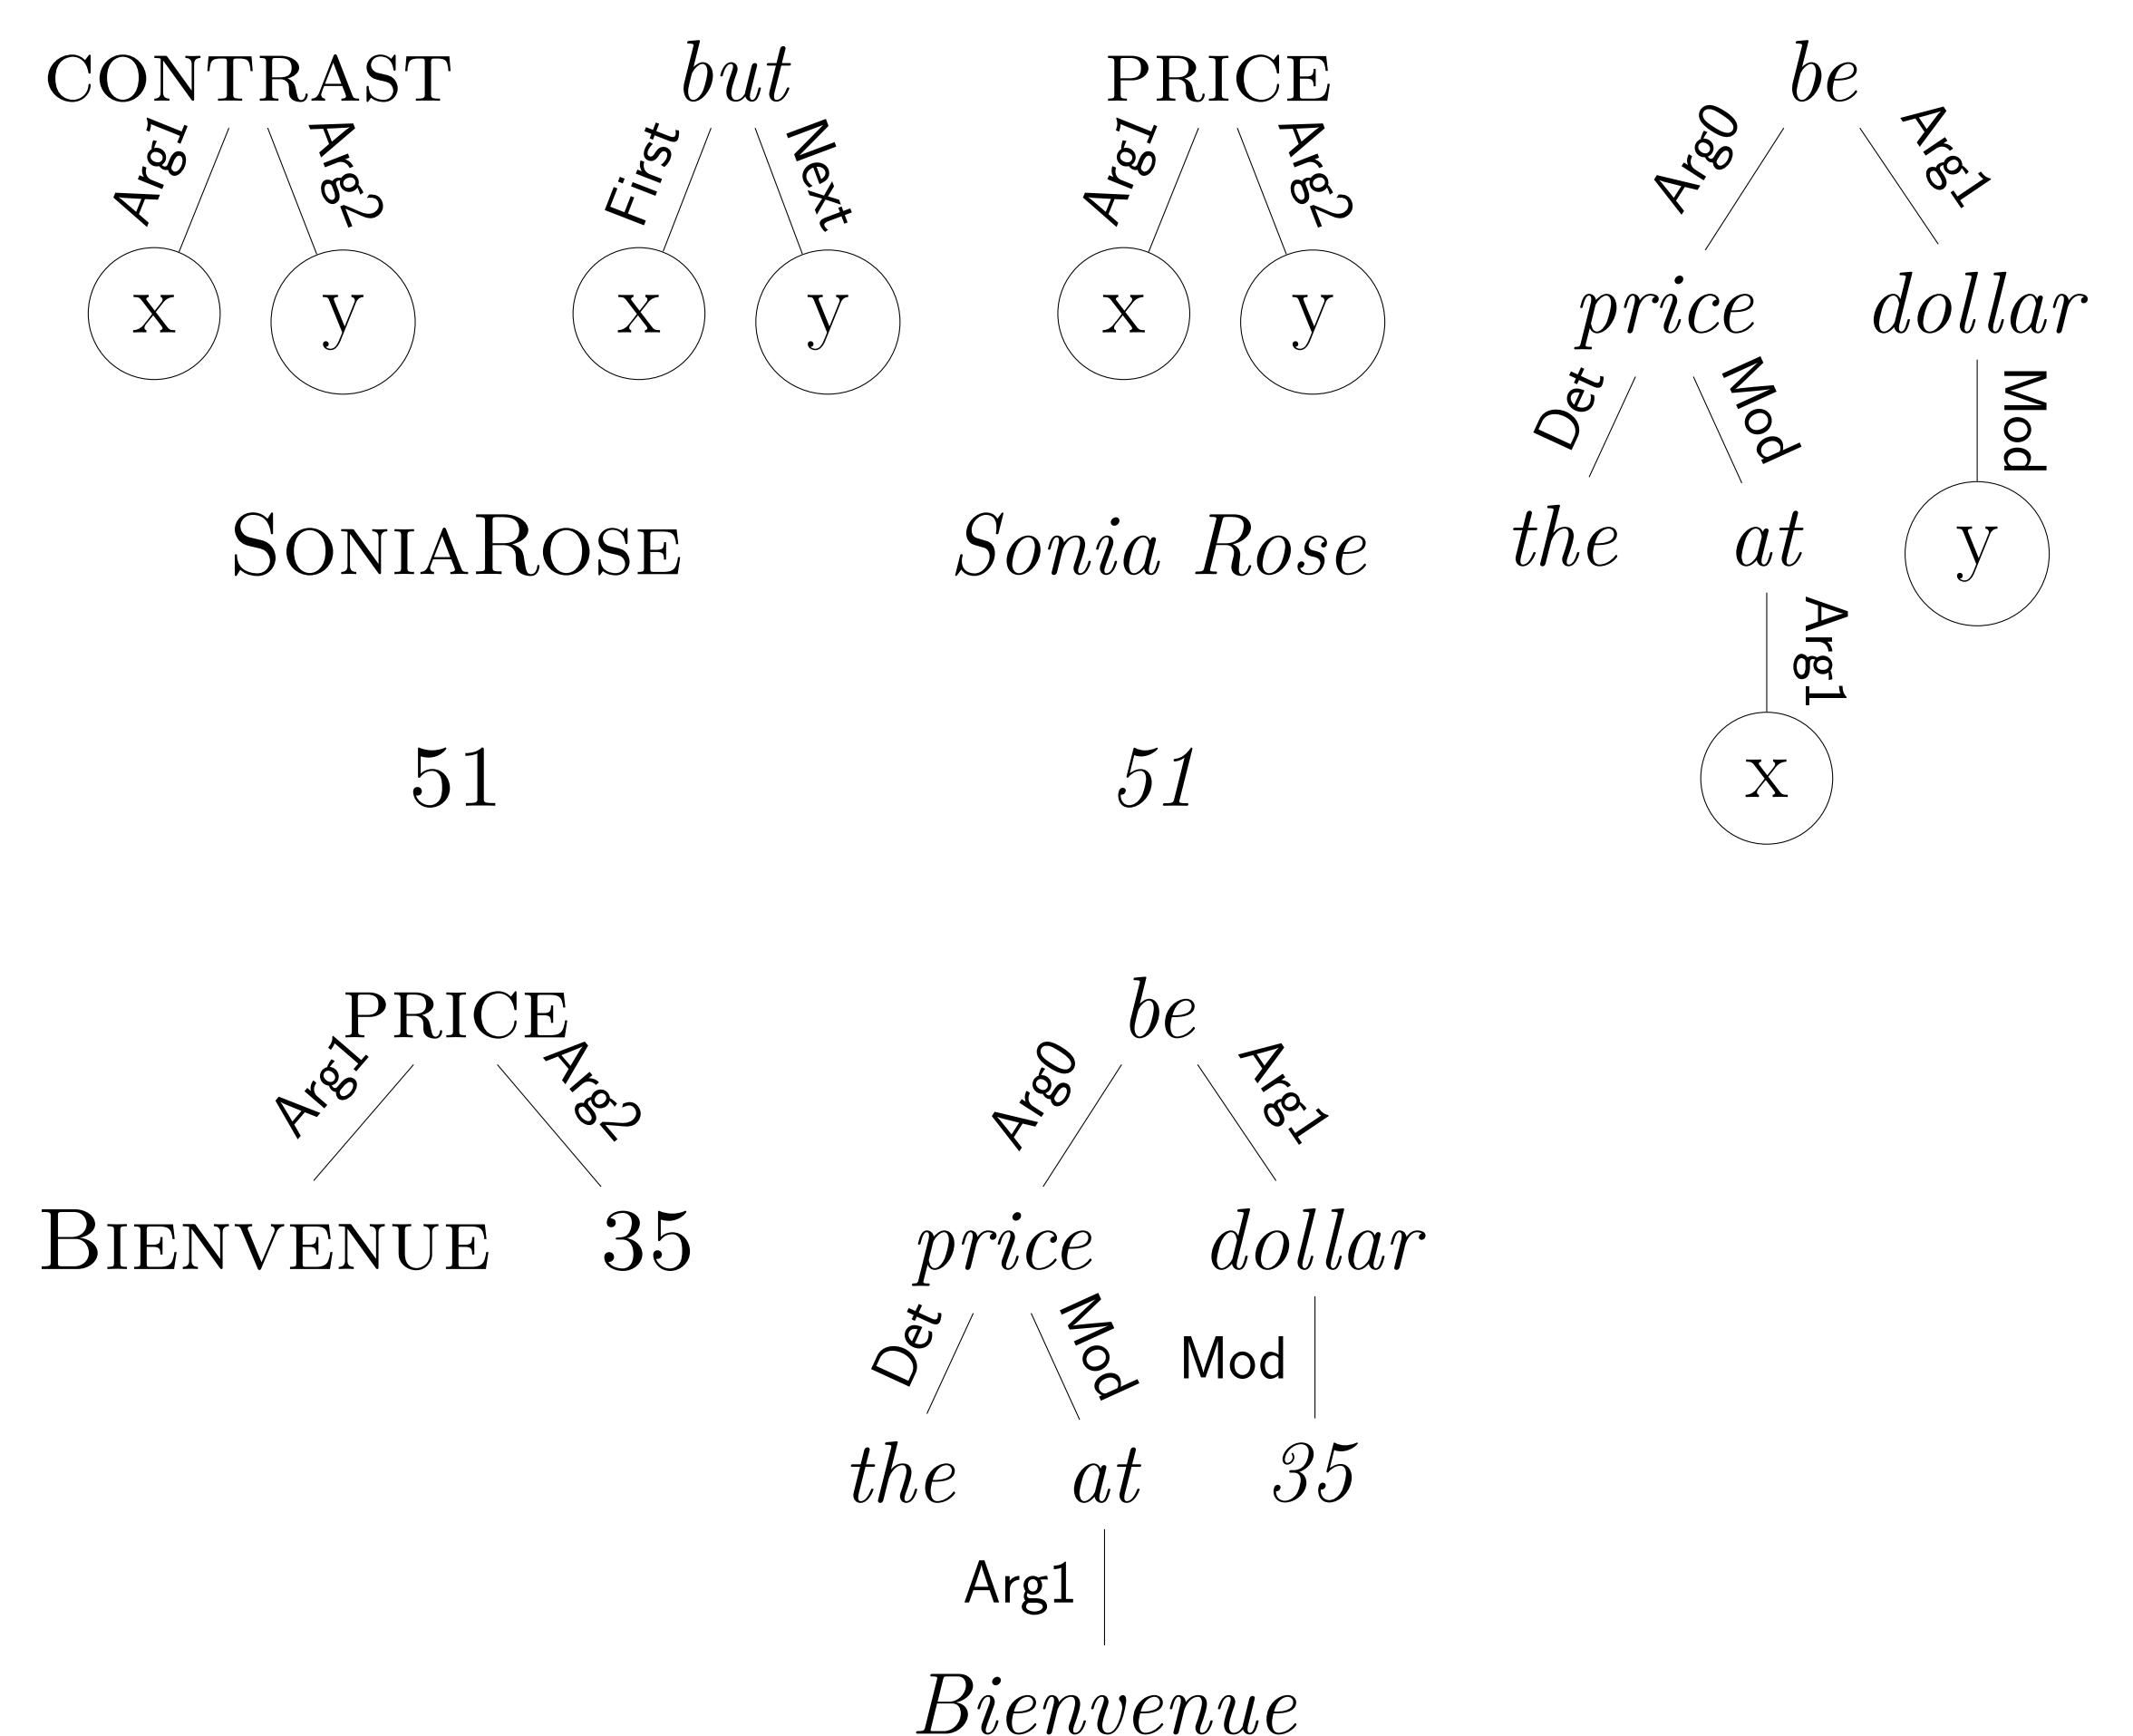 CONTRAST but PRICE be
Arg1 Arg2 First Next Arg1 Arg2 Arg0 Arg1
x y x y x y price dollar
Det Mod Mod
SONIAROSE Sonia Rose the at y
Arg1
51 51 x
PRICE be
Arg1 Arg2 Arg0 Arg1
BIENVENUE 35 price dollar
Det Mod Mod
the at 35
Arg1
Bienvenue